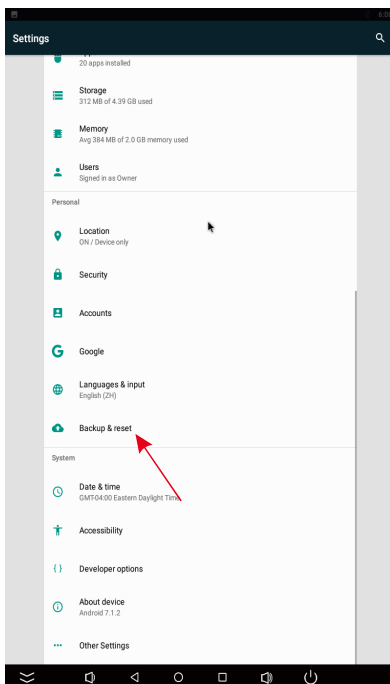 6:08
Settings
20 apps installed
Storage
312 MB of 4.39 GB used
Memory
Avg 384 MB of 2.0 GB memory used
Users
Signed in as Owner
Personal
Location
ON / Device only
Security
Accounts
Google
Languages & input
English (ZH)
Backup & reset
System
Date & time
GMT-04:00 Eastern Daylight Time
Accessibility
{ } Developer options
About device
Android 7.1.2
Other Settings